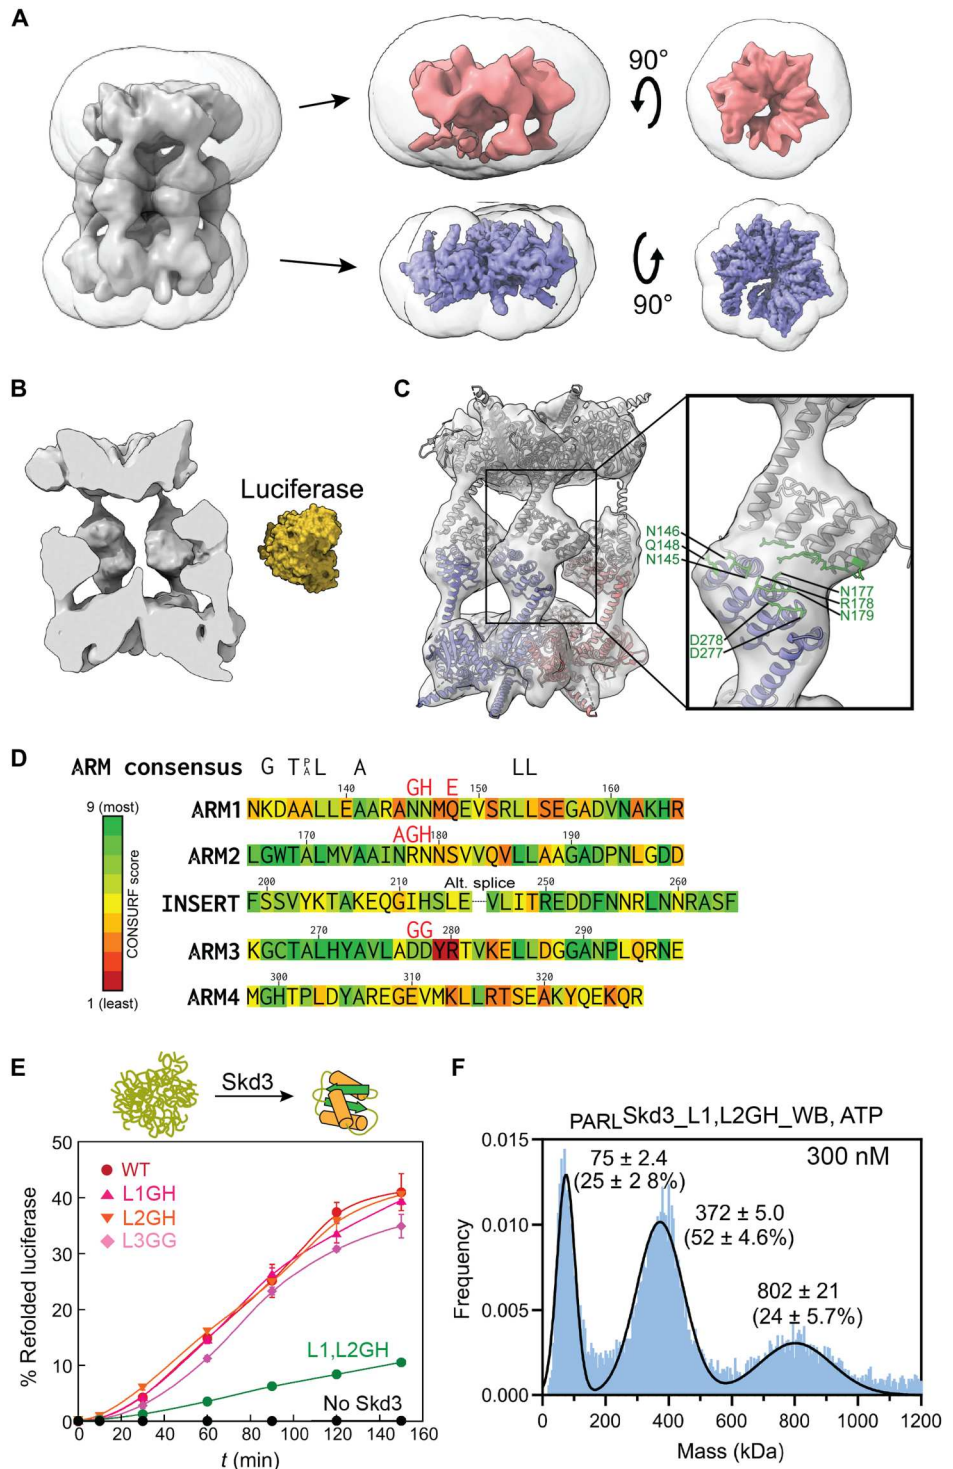 A
90°
90°
B
Luciferase
C
N146
Q148
N145
N177
R178
N179
D278
D277
D
ARM consensus G T P A L A LL
9 (most)
CONSURF score
1 (least)
GH E
140 150 160
ARM1 NKDAALLEAARANNMQEVSRLLSEGADVNAKHR
AGH
170 180 190
ARM2 LGWTALMVAAINRNNSVVQVLLAAGADPNLGDD
Alt. splice
200 210 250 260
INSERT FSSVYKTAKEQGIHSLE VLITREDDFNNRLNNRASF
GG
270 280 290
ARM3 KGCTALHYAVLADDYRTVKELLDGGANPLQRNE
300 310 320
ARM4 MGHTPLDYAREGEVMKLLRTSEAKYQEKQR
E
Skd3
50
40
30
20
10
0
% Refolded luciferase
WT
L1GH
L2GH
L3GG
L1,L2GH
No Skd3
0 20 40 60 80 100 120 140 160
t (min)
F
PARLSkd3_L1,L2GH_WB, ATP
300 nM
75 ± 2.4
(25 ± 2 8%)
372 ± 5.0
(52 ± 4.6%)
802 ± 21
(24 ± 5.7%)
0.015
0.010
0.005
0.000
Frequency
0 200 400 600 800 1000 1200
Mass (kDa)